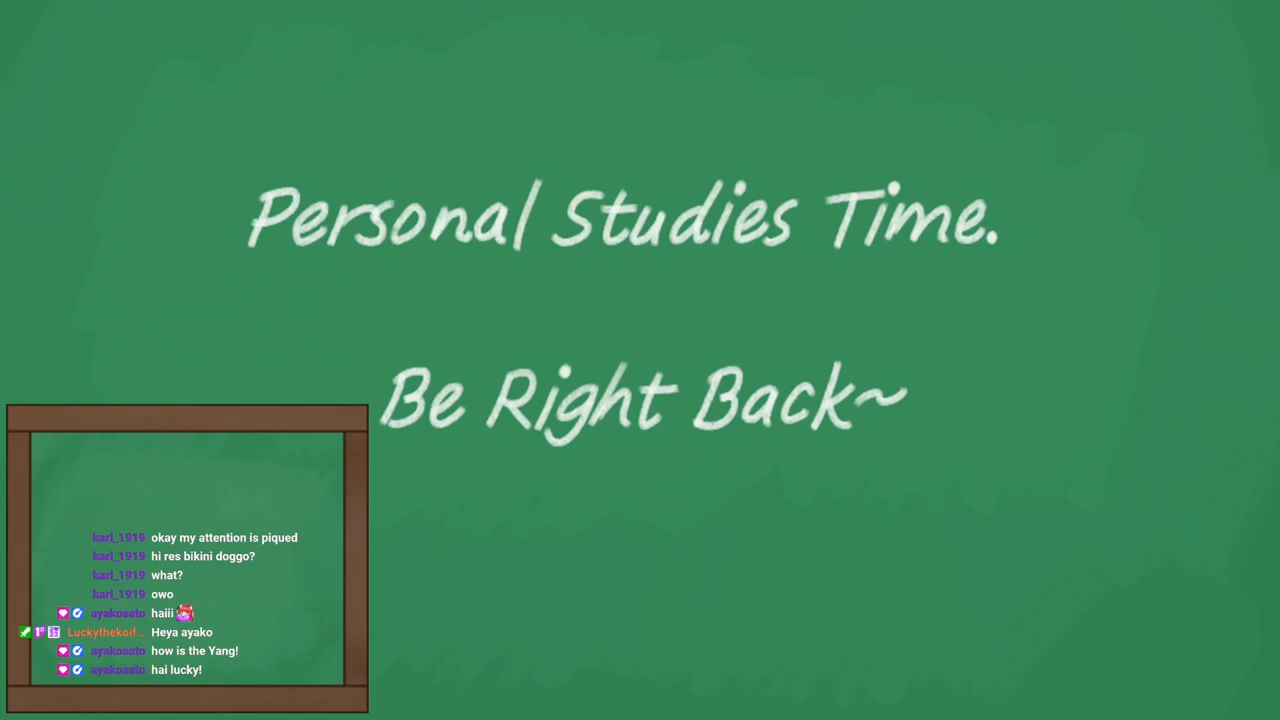 Personal Studies Time.
Be Right Back~
karl_1919 okay my attention is piqued
karl_1919 hi res bikini doggo?
karl_1919 what?
karl_1919 owo
ayakosato haiii
Luckythekoif... Heya ayako
ayakosato how is the Yang!
ayakosato hai lucky!